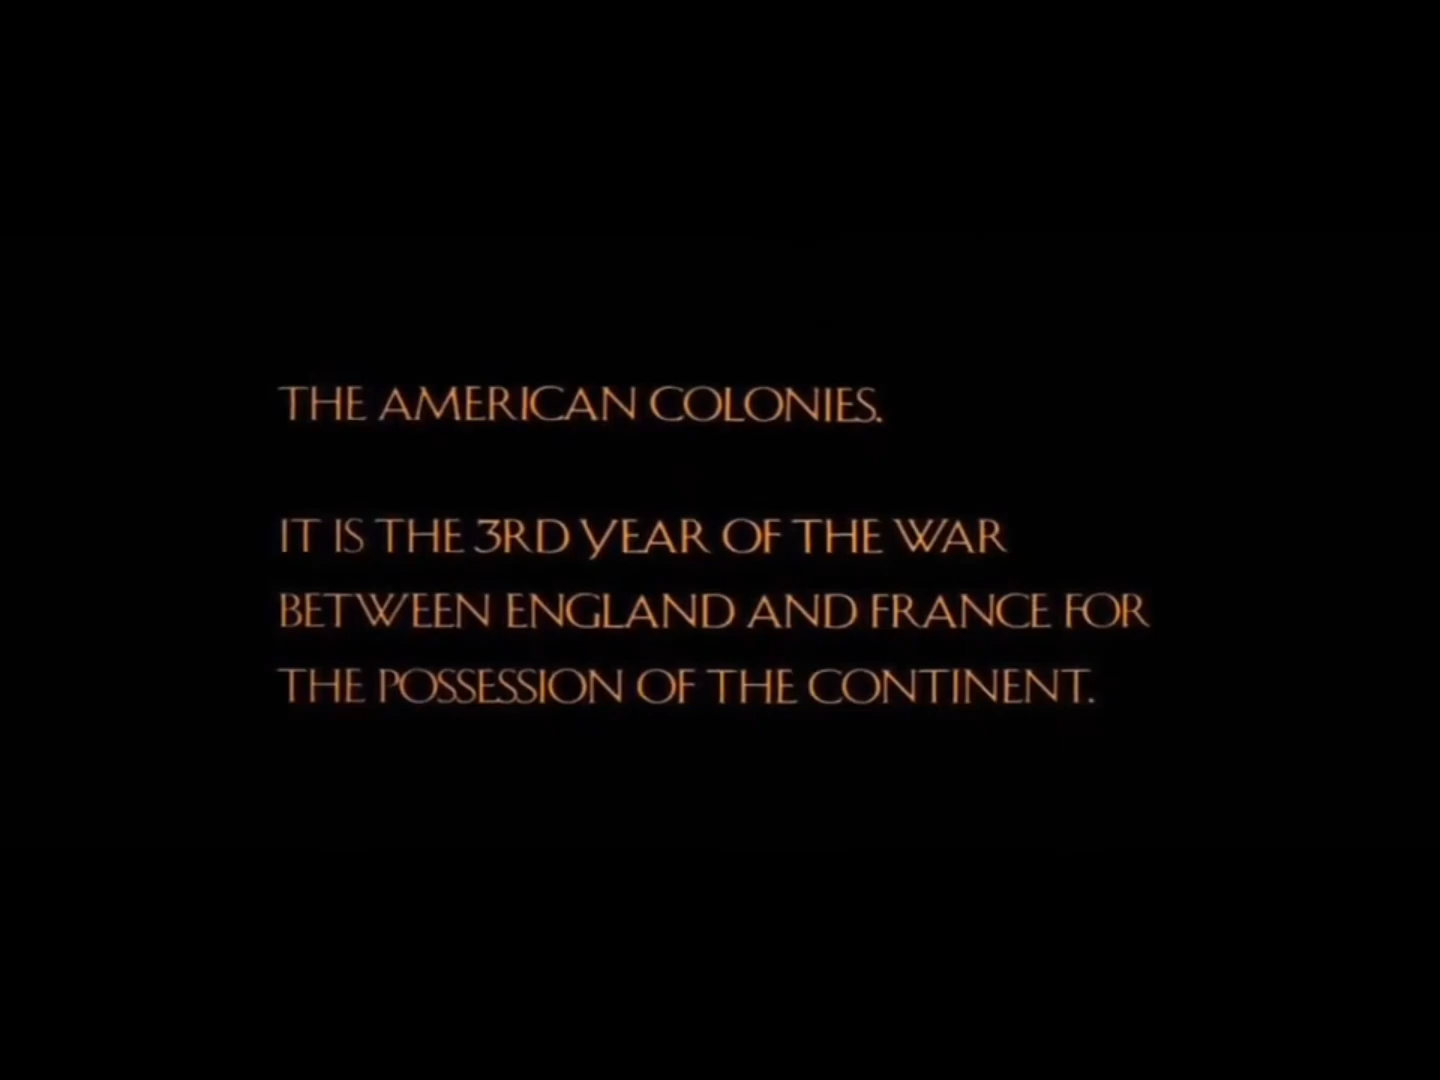 THE AMERICAN COLONIES.
IT IS THE 3RD YEAR OF THE WAR
BETWEEN ENGLAND AND FRANCE FOR
THE POSSESSION OF THE CONTINENT.